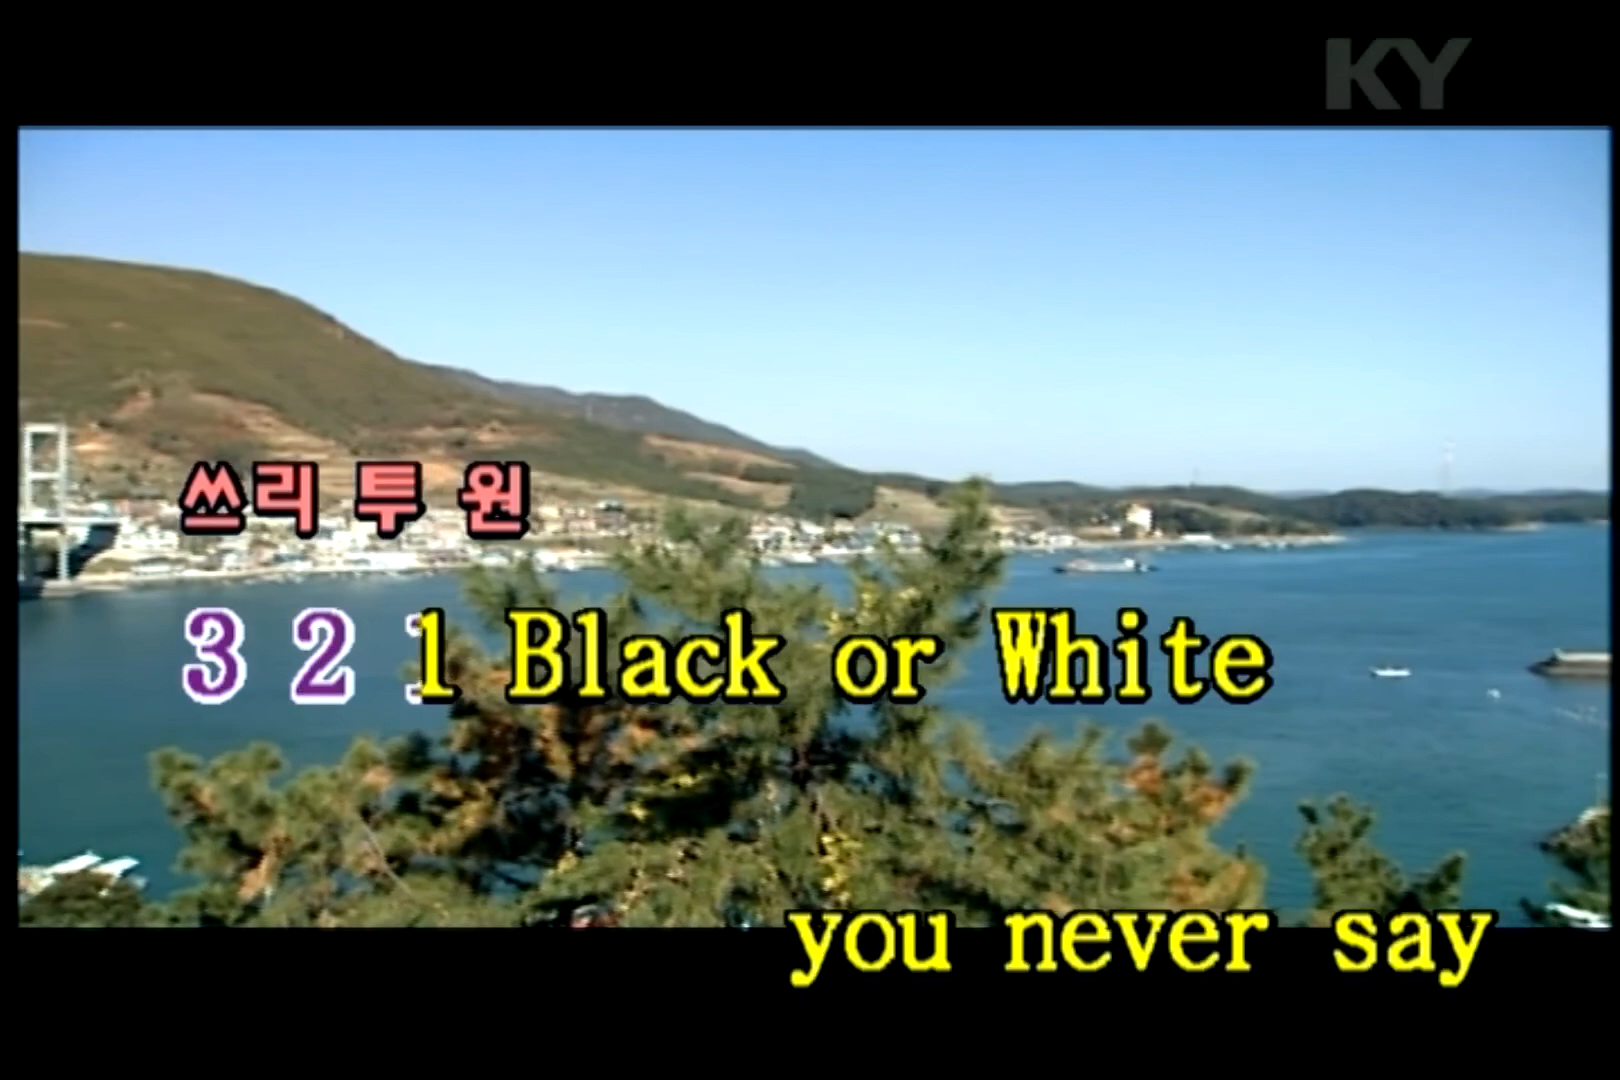 KY
쓰리 투 원
3 2 1 Black or White
you never say